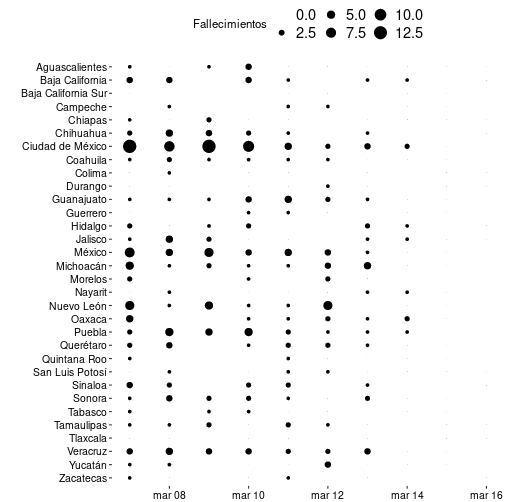 Fallecimientos
0.0 5.0 10.0
2.5 7.5 12.5
Aguascalientes
Baja California
Baja California Sur
Campeche
Chiapas
Chihuahua
Ciudad de México
Coahuila
Colima
Durango
Guanajuato
Guerrero
Hidalgo
Jalisco
México
Michoacán
Morelos
Nayarit
Nuevo León
Oaxaca
Puebla
Querétaro
Quintana Roo
San Luis Potosí
Sinaloa
Sonora
Tabasco
Tamaulipas
Tlaxcala
Veracruz
Yucatán
Zacatecas
mar 08 mar 10 mar 12 mar 14 mar 16